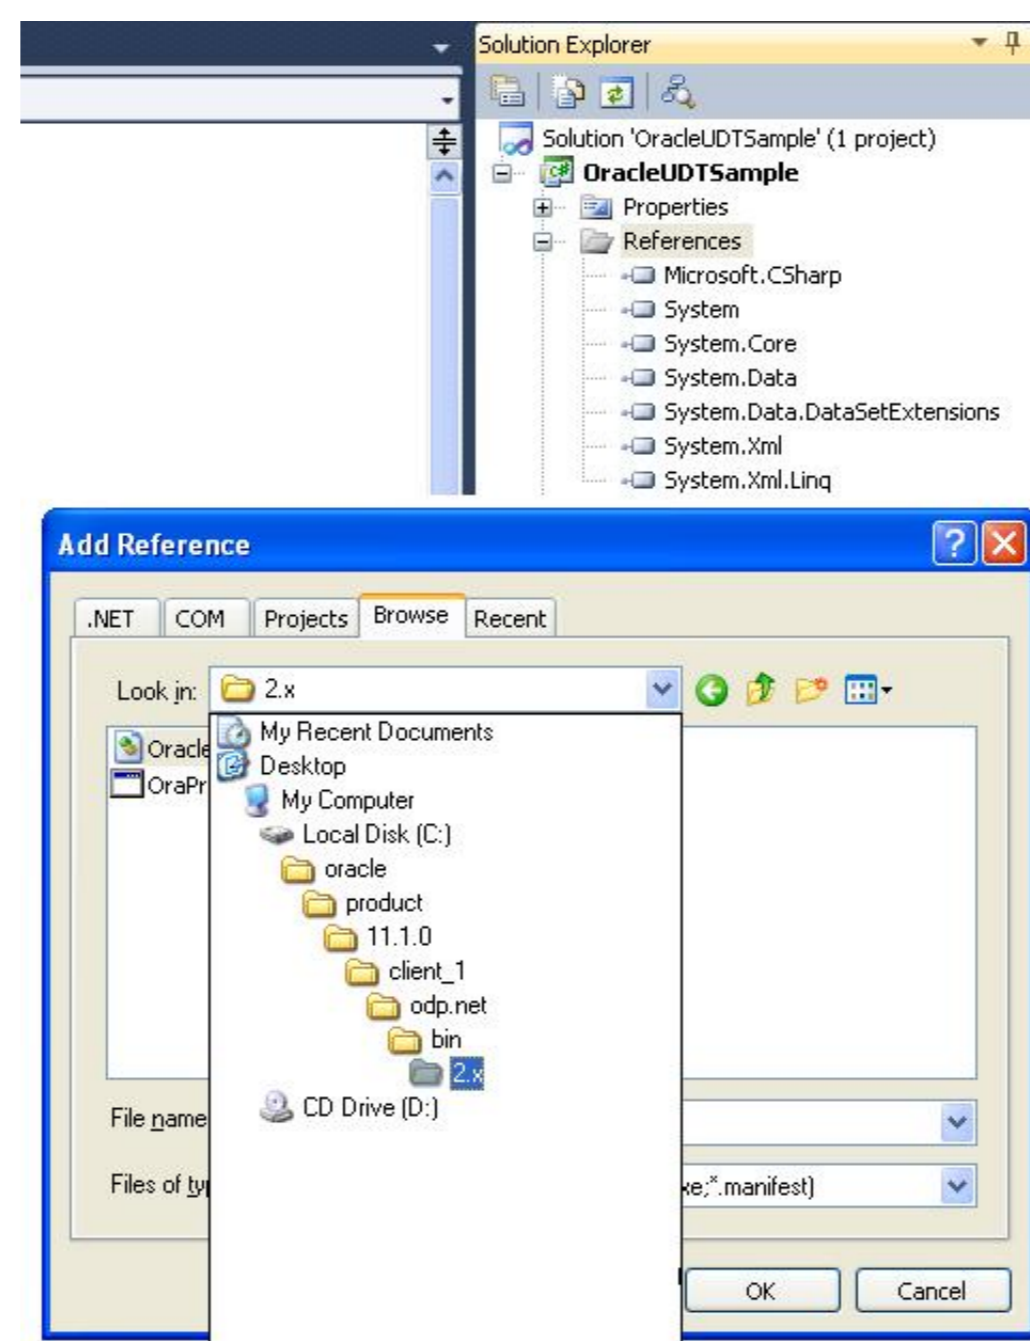 Solution Explorer
Solution 'OracleUDTSample' (1 project)
OracleUDTSample
Properties
References
Microsoft.CSharp
System
System.Core
System.Data
System.Data.DataSetExtensions
System.Xml
System.Xml.Linq
Add Reference
.NET COM Projects Browse Recent
Look in: 2.x
Oracle
OraPr
My Recent Documents
Desktop
My Computer
Local Disk (C:)
oracle
product
11.1.0
client_1
odp.net
bin
2.x
CD Drive (D:)
File name
Files of ty xe;*.manifest)
OK Cancel